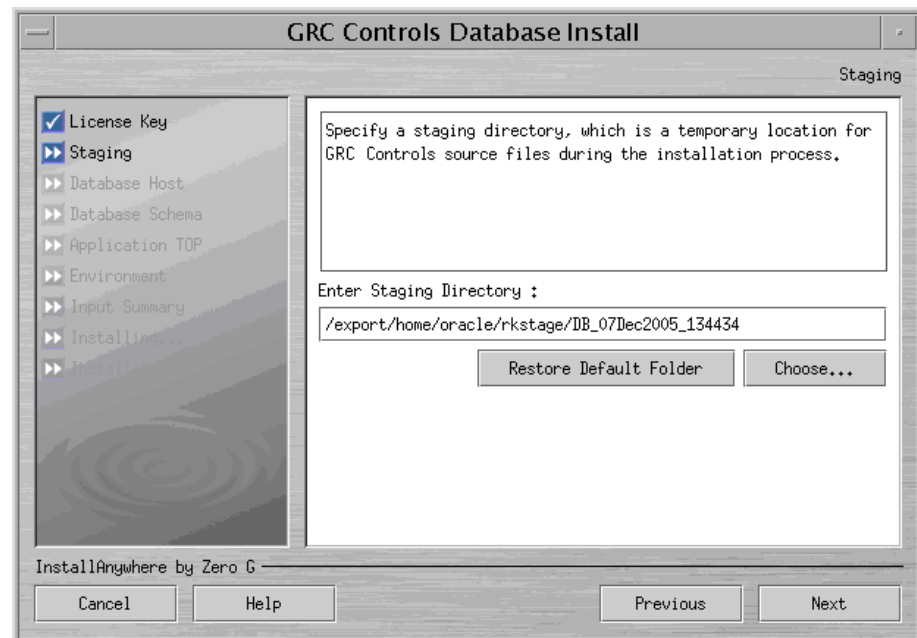 GRC Controls Database Install
Staging
License Key
Staging
Database Host
Database Schema
Application TOP
Environment
Input Summary
Installing...
Specify a staging directory, which is a temporary location for
GRC Controls source files during the installation process.
Enter Staging Directory :
/export/home/oracle/rkstage/DB_07Dec2005_134434
Restore Default Folder
Choose...
InstallAnywhere by Zero G
Cancel
Help
Previous
Next